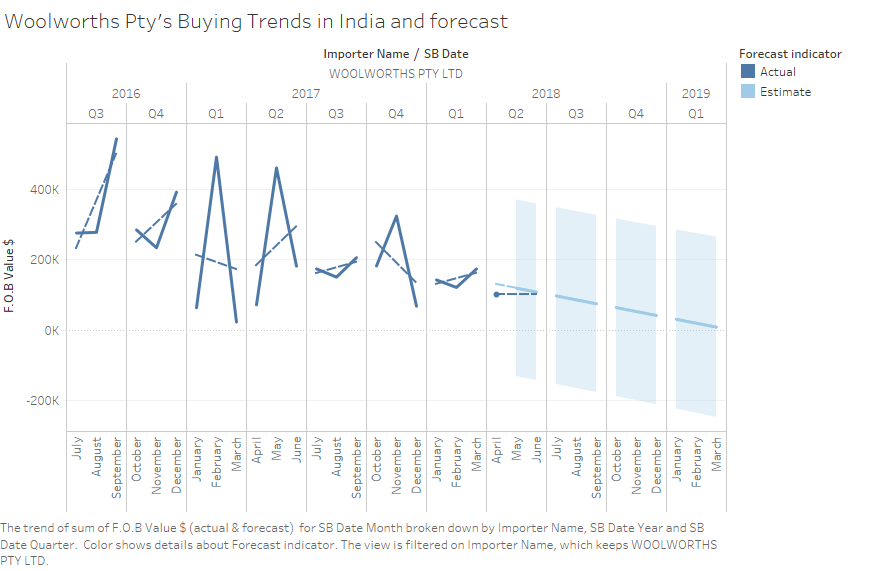 Woolworths Pty's Buying Trends in India and forecast
Importer Name / SB Date
WOOLWORTHS PTY LTD
2016 2017 2018 2019
Q3 Q4 Q1 Q2 Q3 Q4 Q1 Q2 Q3 Q4 Q1
Forecast indicator
Actual
Estimate
F.O.B Value $
400K
200K
0K
-200K
July August September October November December January February March April May June July August September October November December January February March April May June July August September October November December January February March
The trend of sum of F.O.B Value $ (actual & forecast) for SB Date Month broken down by Importer Name, SB Date Year and SB
Date Quarter. Color shows details about Forecast indicator. The view is filtered on Importer Name, which keeps WOOLWORTHS
PTY LTD.